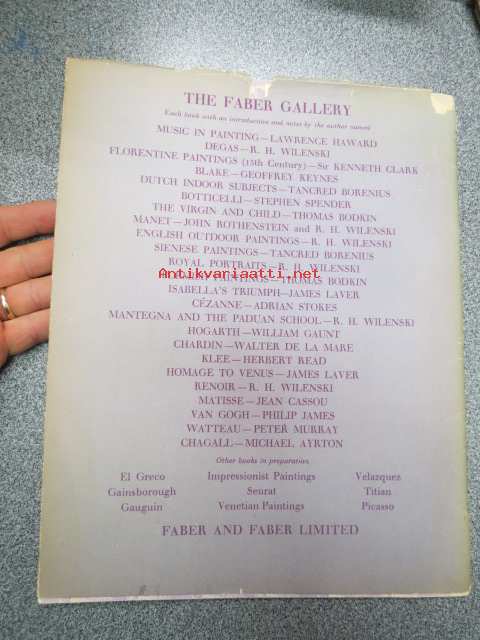 THE FABER GALLERY
Each book with an introduction and notes by the author named
MUSIC IN PAINTING—LAWRENCE HAWARD
DEGAS—R. H. WILENSKI
FLORENTINE PAINTINGS (15th Century)—Sir KENNETH CLARK
BLAKE—GEOFFREY KEYNES
DUTCH INDOOR SUBJECTS—TANCRED BORENIUS
BOTTICELLI—STEPHEN SPENDER
THE VIRGIN AND CHILD—THOMAS BODKIN
MANET—JOHN ROTHENSTEIN and R. H. WILENSKI
ENGLISH OUTDOOR PAINTINGS—R. H. WILENSKI
SIENESE PAINTINGS—TANCRED BORENIUS
ROYAL PORTRAITS—R. H. WILENSKI
Antikvariaatti.net
PAINTINGS—THOMAS BODKIN
ISABELLA'S TRIUMPH—JAMES LAVER
CÉZANNE—ADRIAN STOKES
MANTEGNA AND THE PADUAN SCHOOL—R. H. WILENSKI
HOGARTH—WILLIAM GAUNT
CHARDIN—WALTER DE LA MARE
KLEE—HERBERT READ
HOMAGE TO VENUS—JAMES LAVER
RENOIR—R. H. WILENSKI
MATISSE—JEAN CASSOU
VAN GOGH—PHILIP JAMES
WATTEAU—PETER MURRAY
CHAGALL—MICHAEL AYRTON
Other books in preparation
El Greco Impressionist Paintings Velazquez
Gainsborough Seurat Titian
Gauguin Venetian Paintings Picasso
FABER AND FABER LIMITED